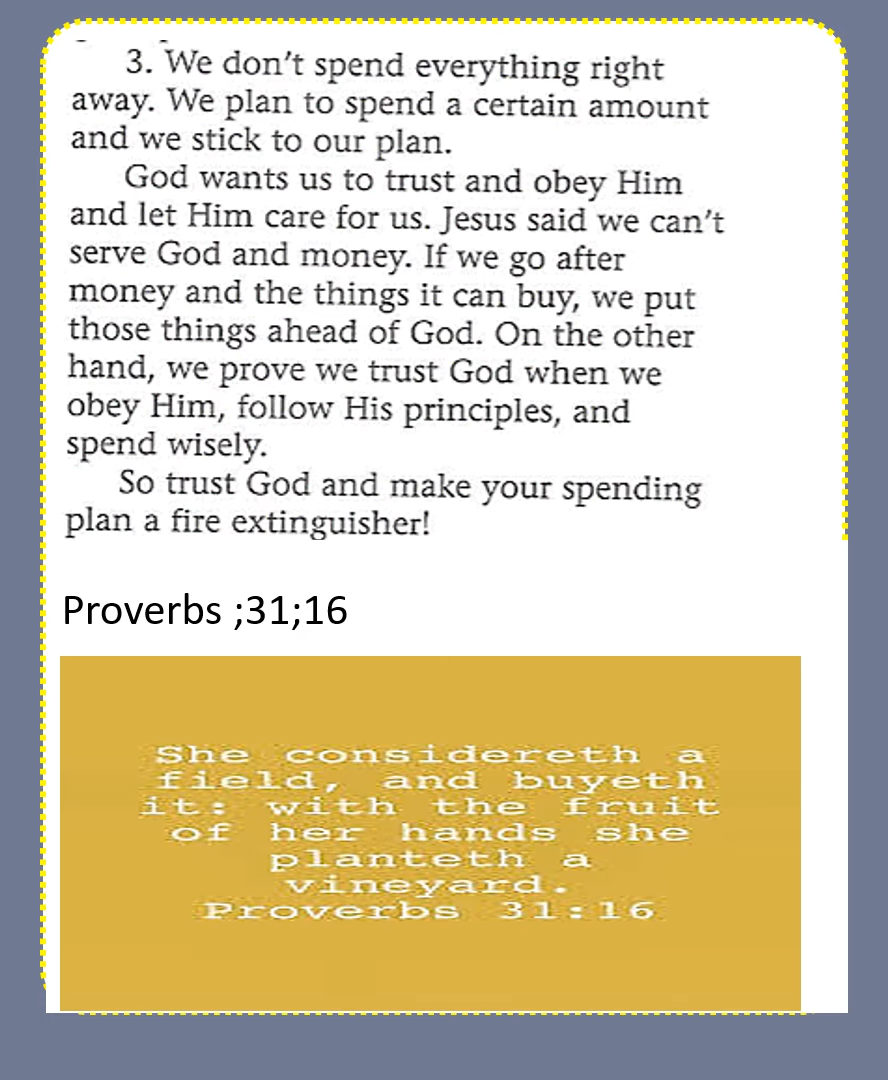 3. We don't spend everything right
away. We plan to spend a certain amount
and we stick to our plan.
God wants us to trust and obey Him
and let Him care for us. Jesus said we can't
serve God and money. If we go after
money and the things it can buy, we put
those things ahead of God. On the other
hand, we prove we trust God when we
obey Him, follow His principles, and
spend wisely.
So trust God and make your spending
plan a fire extinguisher!
Proverbs ;31;16
She considereth a
field, and buyeth
it: with the fruit
of her hands she
planteth a
vineyard.
Proverbs 31:16